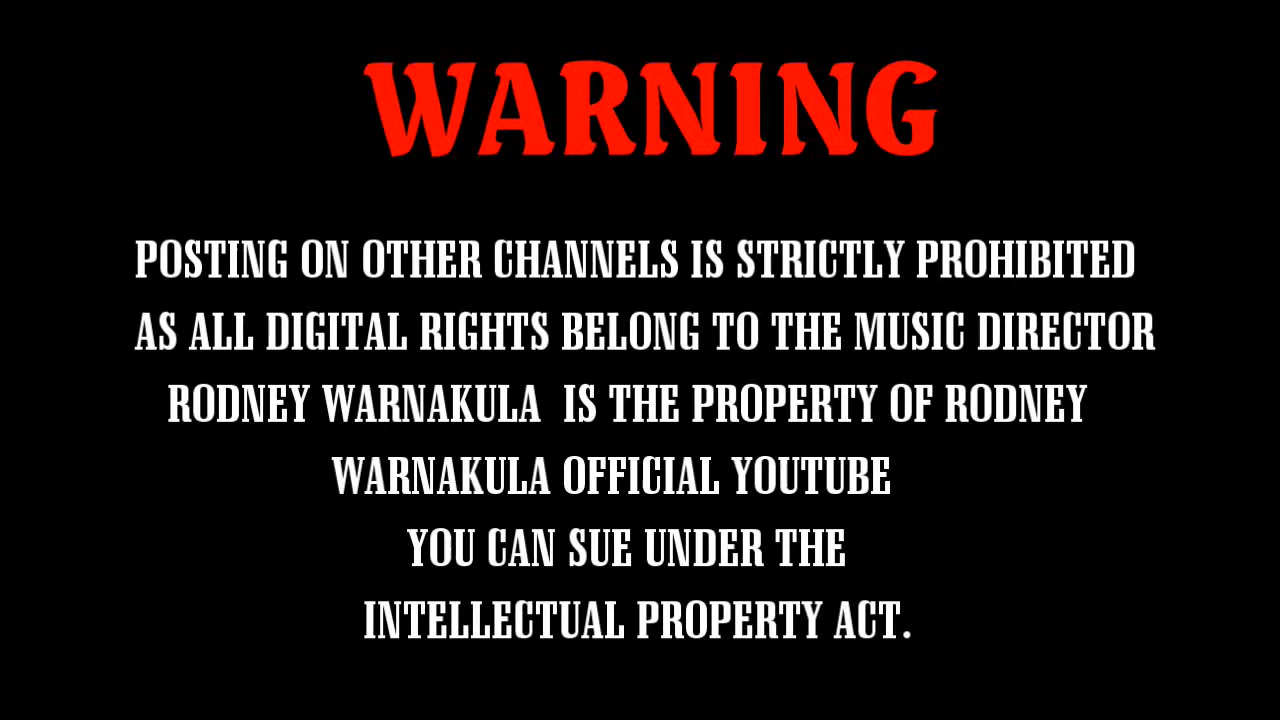 WARNING
POSTING ON OTHER CHANNELS IS STRICTLY PROHIBITED
AS ALL DIGITAL RIGHTS BELONG TO THE MUSIC DIRECTOR
RODNEY WARNAKULA IS THE PROPERTY OF RODNEY
WARNAKULA OFFICIAL YOUTUBE
YOU CAN SUE UNDER THE
INTELLECTUAL PROPERTY ACT.